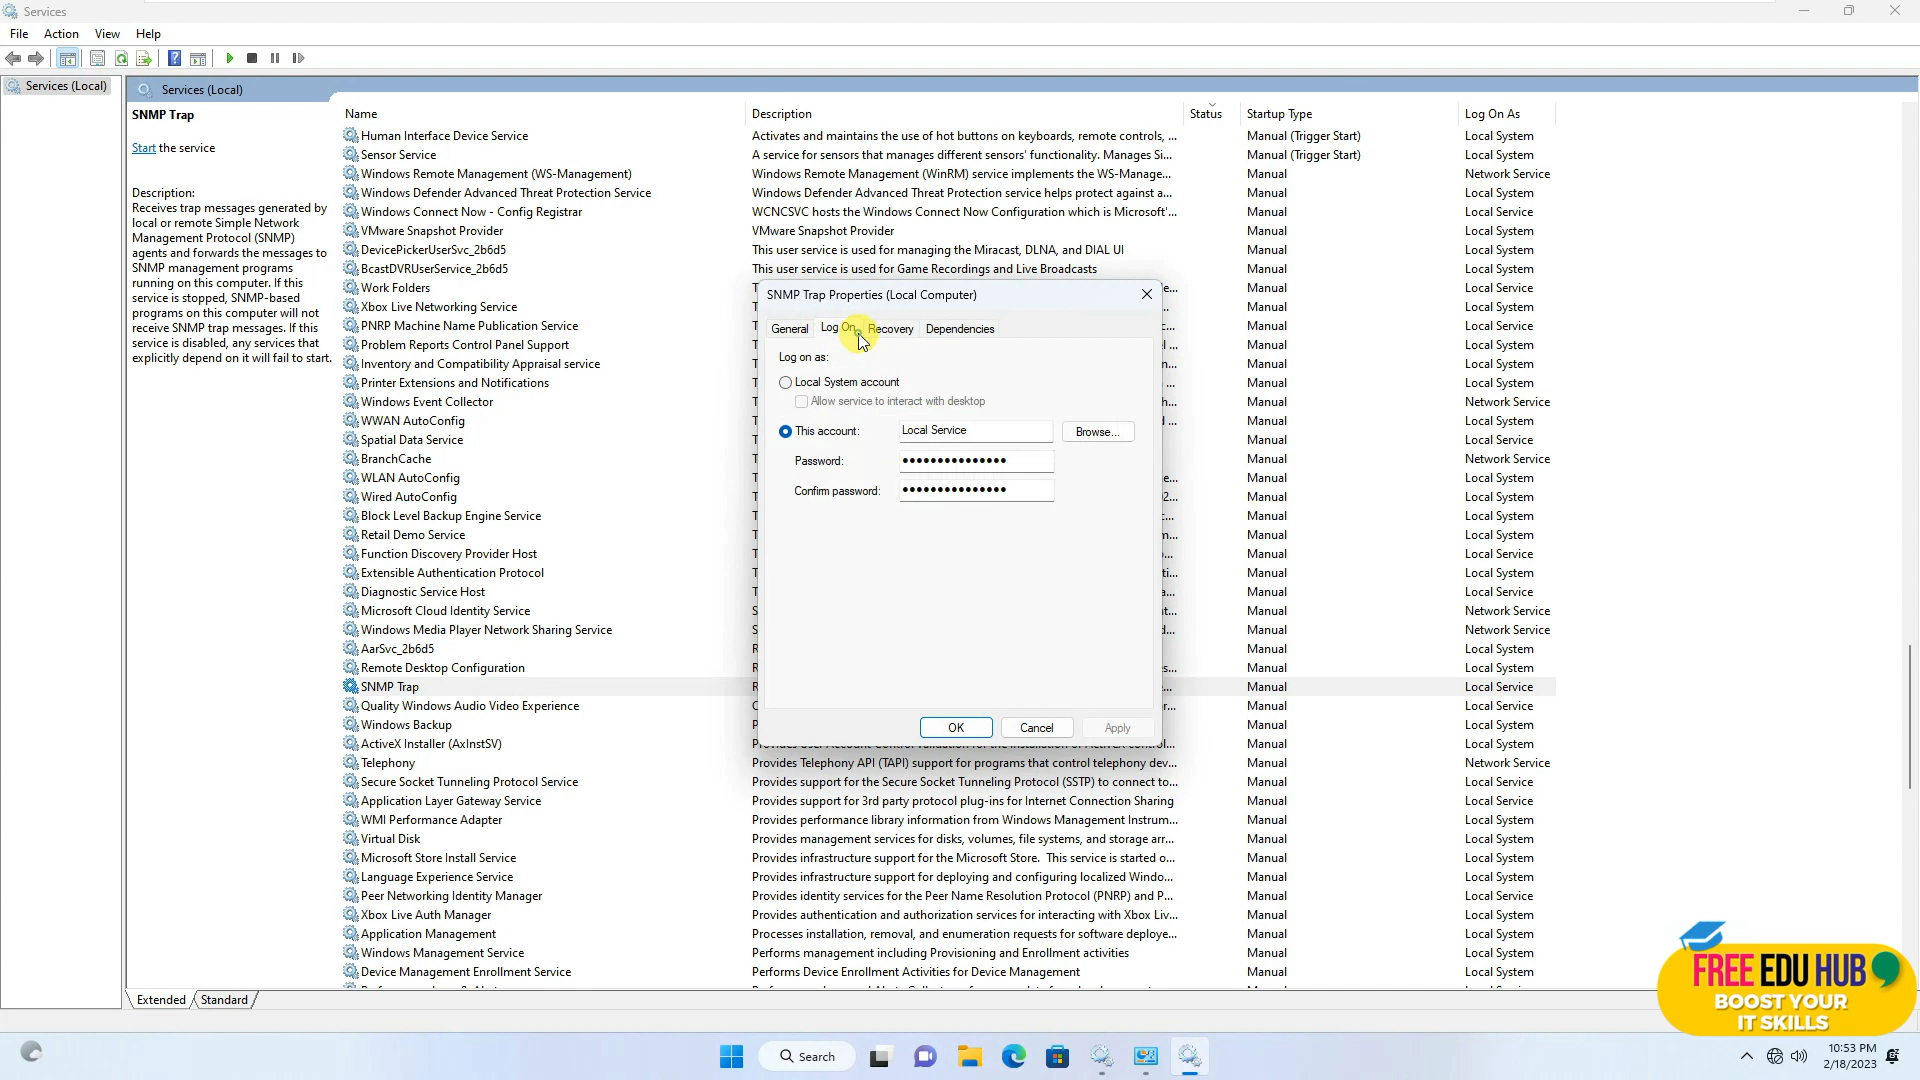 Services
File Action View Help
Services (Local)
Services (Local)
SNMP Trap
Start the service
Description:
Receives trap messages generated by
local or remote Simple Network
Management Protocol (SNMP)
agents and forwards the messages to
SNMP management programs
running on this computer. If this
service is stopped, SNMP-based
programs on this computer will not
receive SNMP trap messages. If this
service is disabled, any services that
explicitly depend on it will fail to start.
Name Description Status Startup Type Log On As
Human Interface Device Service Activates and maintains the use of hot buttons on keyboards, remote controls, ... Manual (Trigger Start) Local System
Sensor Service A service for sensors that manages different sensors' functionality. Manages Si... Manual (Trigger Start) Local System
Windows Remote Management (WS-Management) Windows Remote Management (WinRM) service implements the WS-Manage... Manual Network Service
Windows Defender Advanced Threat Protection Service Windows Defender Advanced Threat Protection service helps protect against a... Manual Local System
Windows Connect Now - Config Registrar WCNCSVC hosts the Windows Connect Now Configuration which is Microsoft'... Manual Local Service
VMware Snapshot Provider VMware Snapshot Provider Manual Local System
DevicePickerUserSvc_2b6d5 This user service is used for managing the Miracast, DLNA, and DIAL UI Manual Local System
BcastDVRUserService_2b6d5 This user service is used for Game Recordings and Live Broadcasts Manual Local System
Work Folders T e... Manual Local Service
Xbox Live Networking Service T Manual Local System
PNRP Machine Name Publication Service T Manual Local Service
Problem Reports Control Panel Support T l ... Manual Local System
Inventory and Compatibility Appraisal service T n... Manual Local System
Printer Extensions and Notifications T ... Manual Local System
Windows Event Collector T ... Manual Network Service
WWAN AutoConfig T Manual Local System
Spatial Data Service T Manual Local Service
BranchCache T Manual Network Service
WLAN AutoConfig T e... Manual Local System
Wired AutoConfig T 02... Manual Local System
Block Level Backup Engine Service T c... Manual Local System
Retail Demo Service T m... Manual Local System
Function Discovery Provider Host T o... Manual Local Service
Extensible Authentication Protocol T ti... Manual Local System
Diagnostic Service Host T a... Manual Local Service
Microsoft Cloud Identity Service S t... Manual Network Service
Windows Media Player Network Sharing Service S d... Manual Network Service
AarSvc_2b6d5 R Manual Local System
Remote Desktop Configuration R s... Manual Local System
SNMP Trap R ... Manual Local Service
Quality Windows Audio Video Experience r... Manual Local Service
Windows Backup P Manual Local System
ActiveX Installer (AxInstSV) Provides User Account Control validation for the installation of ActiveX control... Manual Local System
Telephony Provides Telephony API (TAPI) support for programs that control telephony dev... Manual Network Service
Secure Socket Tunneling Protocol Service Provides support for the Secure Socket Tunneling Protocol (SSTP) to connect to... Manual Local Service
Application Layer Gateway Service Provides support for 3rd party protocol plug-ins for Internet Connection Sharing Manual Local Service
WMI Performance Adapter Provides performance library information from Windows Management Instrum... Manual Local System
Virtual Disk Provides management services for disks, volumes, file systems, and storage arr... Manual Local System
Microsoft Store Install Service Provides infrastructure support for the Microsoft Store. This service is started o... Manual Local System
Language Experience Service Provides infrastructure support for deploying and configuring localized Windo... Manual Local System
Peer Networking Identity Manager Provides identity services for the Peer Name Resolution Protocol (PNRP) and P... Manual Local Service
Xbox Live Auth Manager Provides authentication and authorization services for interacting with Xbox Liv... Manual Local System
Application Management Processes installation, removal, and enumeration requests for software deploye... Manual Local System
Windows Management Service Performs management including Provisioning and Enrollment activities Manual Local System
Device Management Enrollment Service Performs Device Enrollment Activities for Device Management Manual Local System
SNMP Trap Properties (Local Computer)
General Log On Recovery Dependencies
Log on as:
Local System account
Allow service to interact with desktop
This account: Local Service Browse...
Password: •••••••••••••••
Confirm password: •••••••••••••••
OK Cancel Apply
Extended Standard
FREE EDU HUB
BOOST YOUR
IT SKILLS
Search
10:53 PM
2/18/2023